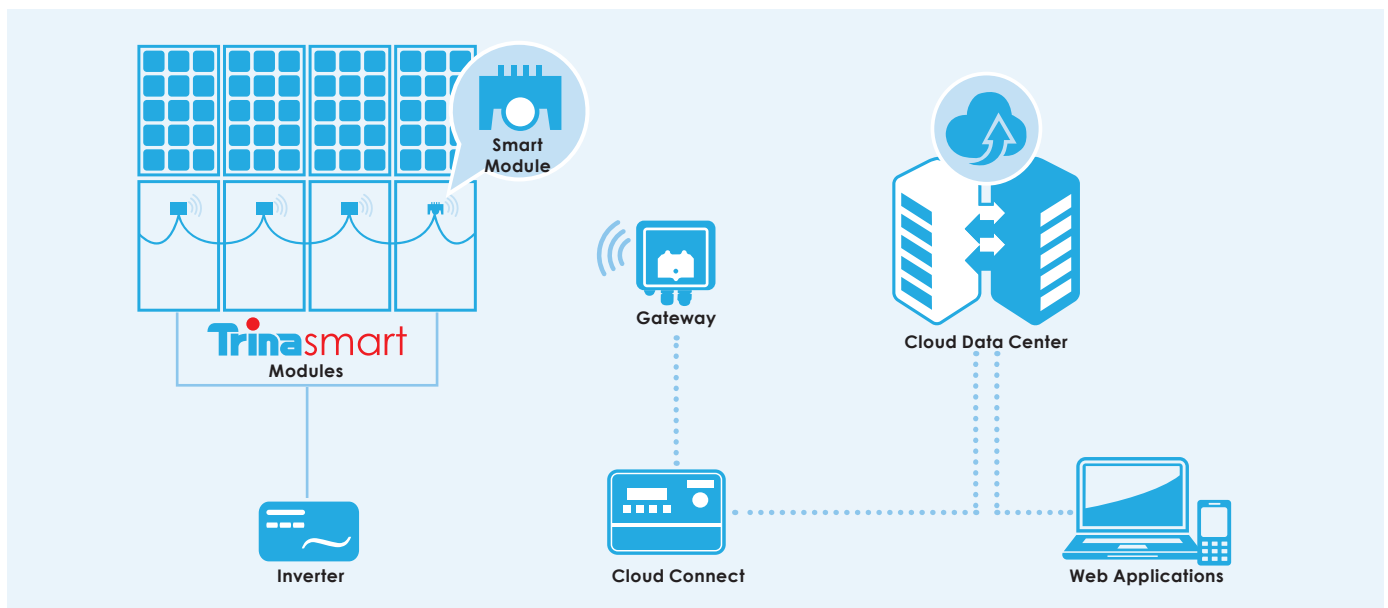 Smart
Module
Trinasmart
Modules
Gateway
Cloud Data Center
Inverter
Cloud Connect
Web Applications